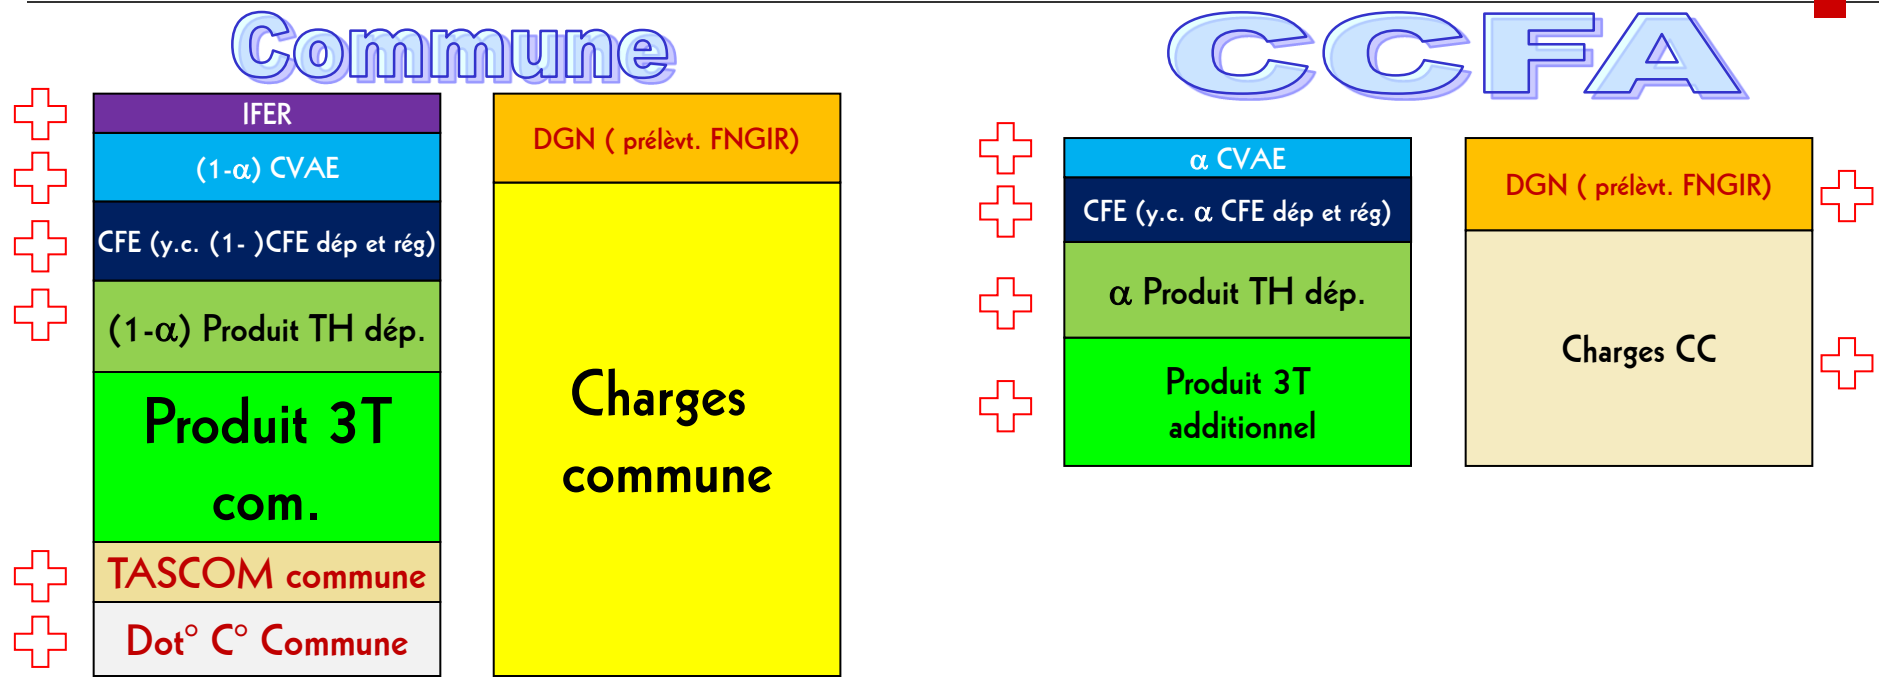 Commune
IFER
(1-α) CVAE
CFE (y.c. (1- )CFE dép et rég)
(1-α) Produit TH dép.
Produit 3T
com.
TASCOM commune
Dot° C° Commune
DGN ( prélèvt. FNGIR)
Charges
commune
CCFA
α CVAE
CFE (y.c. α CFE dép et rég)
α Produit TH dép.
Produit 3T
additionnel
DGN ( prélèvt. FNGIR)
Charges CC